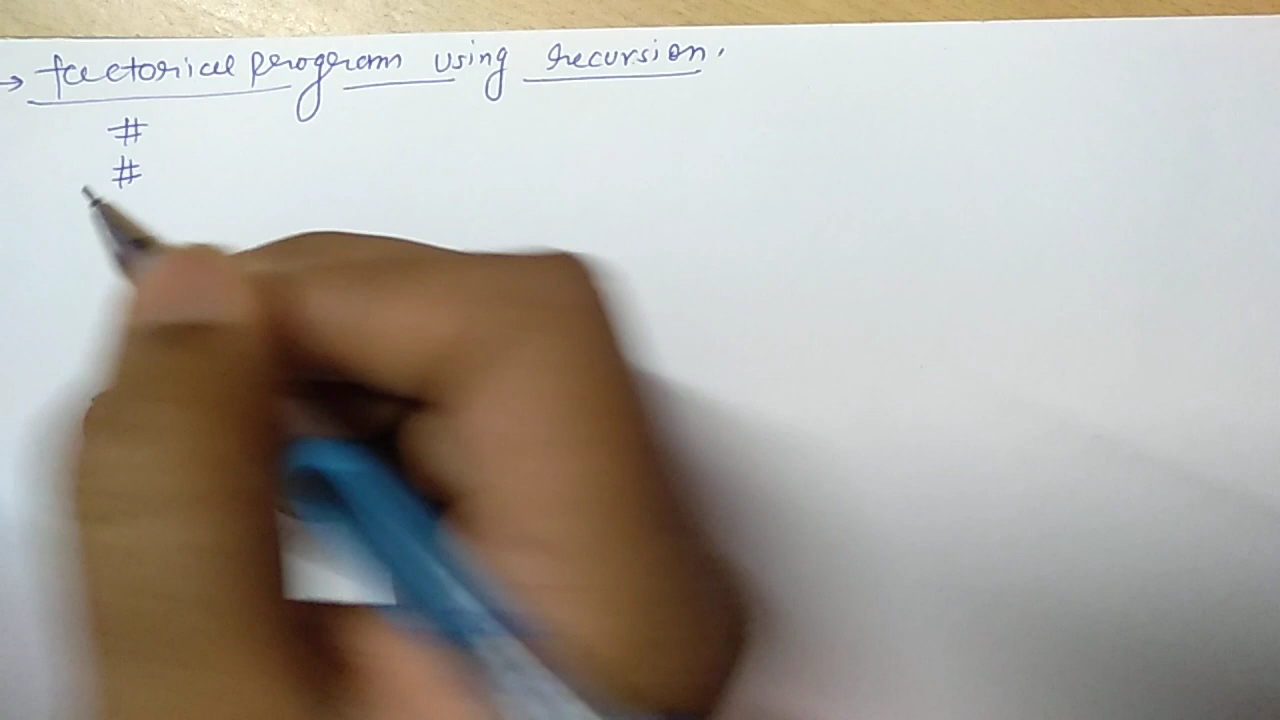 → factorial program using recursion.
#
#